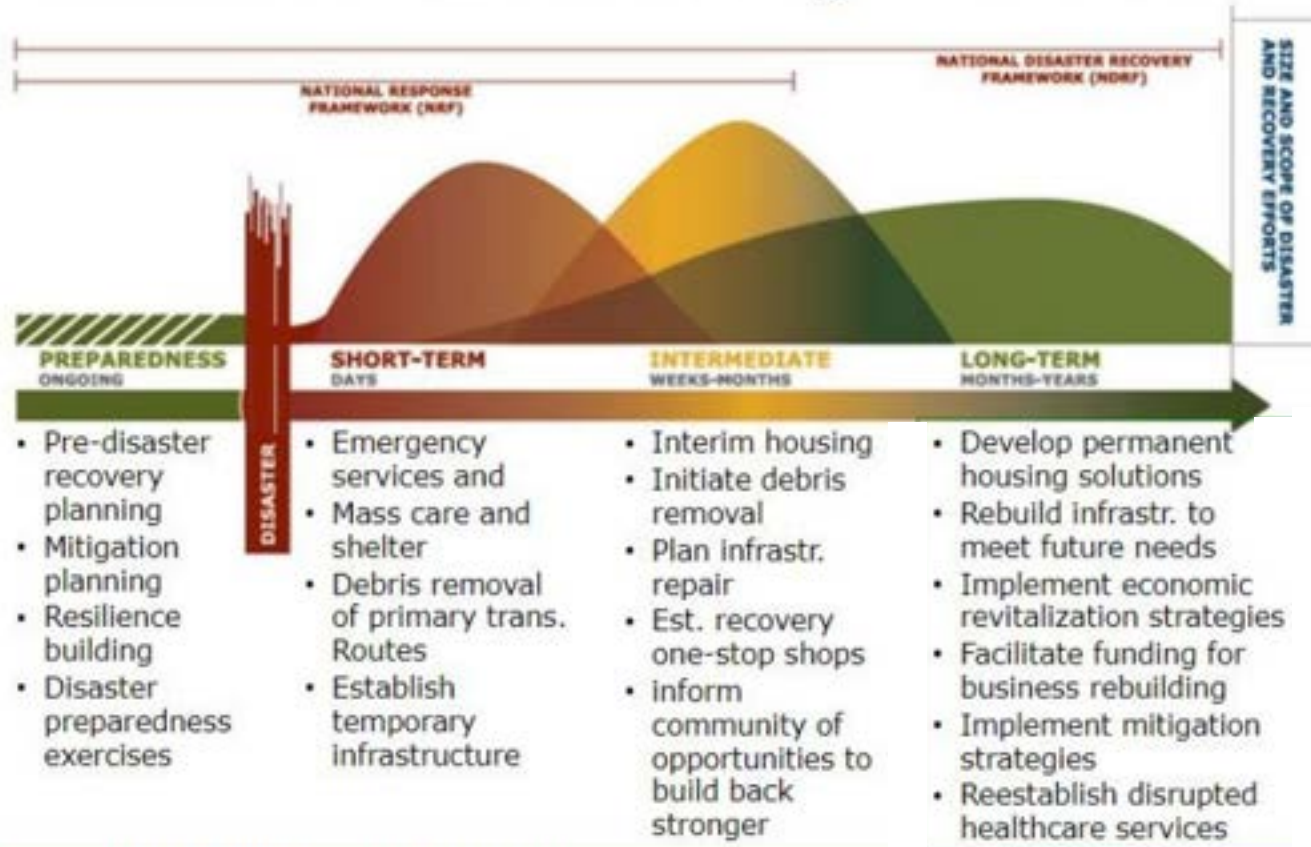 NATIONAL DISASTER RECOVERY
FRAMEWORK (NDRF)
NATIONAL RESPONSE
FRAMEWORK (NRF)
SIZE AND SCOPE OF DISASTER
AND RECOVERY EFFORTS
PREPAREDNESS
ONGOING
DISASTER
SHORT-TERM
DAYS
INTERMEDIATE
WEEKS-MONTHS
LONG-TERM
MONTHS-YEARS
• Pre-disaster
recovery
planning
• Mitigation
planning
• Resilience
building
• Disaster
preparedness
exercises
• Emergency
services and
• Mass care and
shelter
• Debris removal
of primary trans.
Routes
• Establish
temporary
infrastructure
• Interim housing
• Initiate debris
removal
• Plan infrastr.
repair
• Est. recovery
one-stop shops
• inform
community of
opportunities to
build back
stronger
• Develop permanent
housing solutions
• Rebuild infrastr. to
meet future needs
• Implement economic
revitalization strategies
• Facilitate funding for
business rebuilding
• Implement mitigation
strategies
• Reestablish disrupted
healthcare services